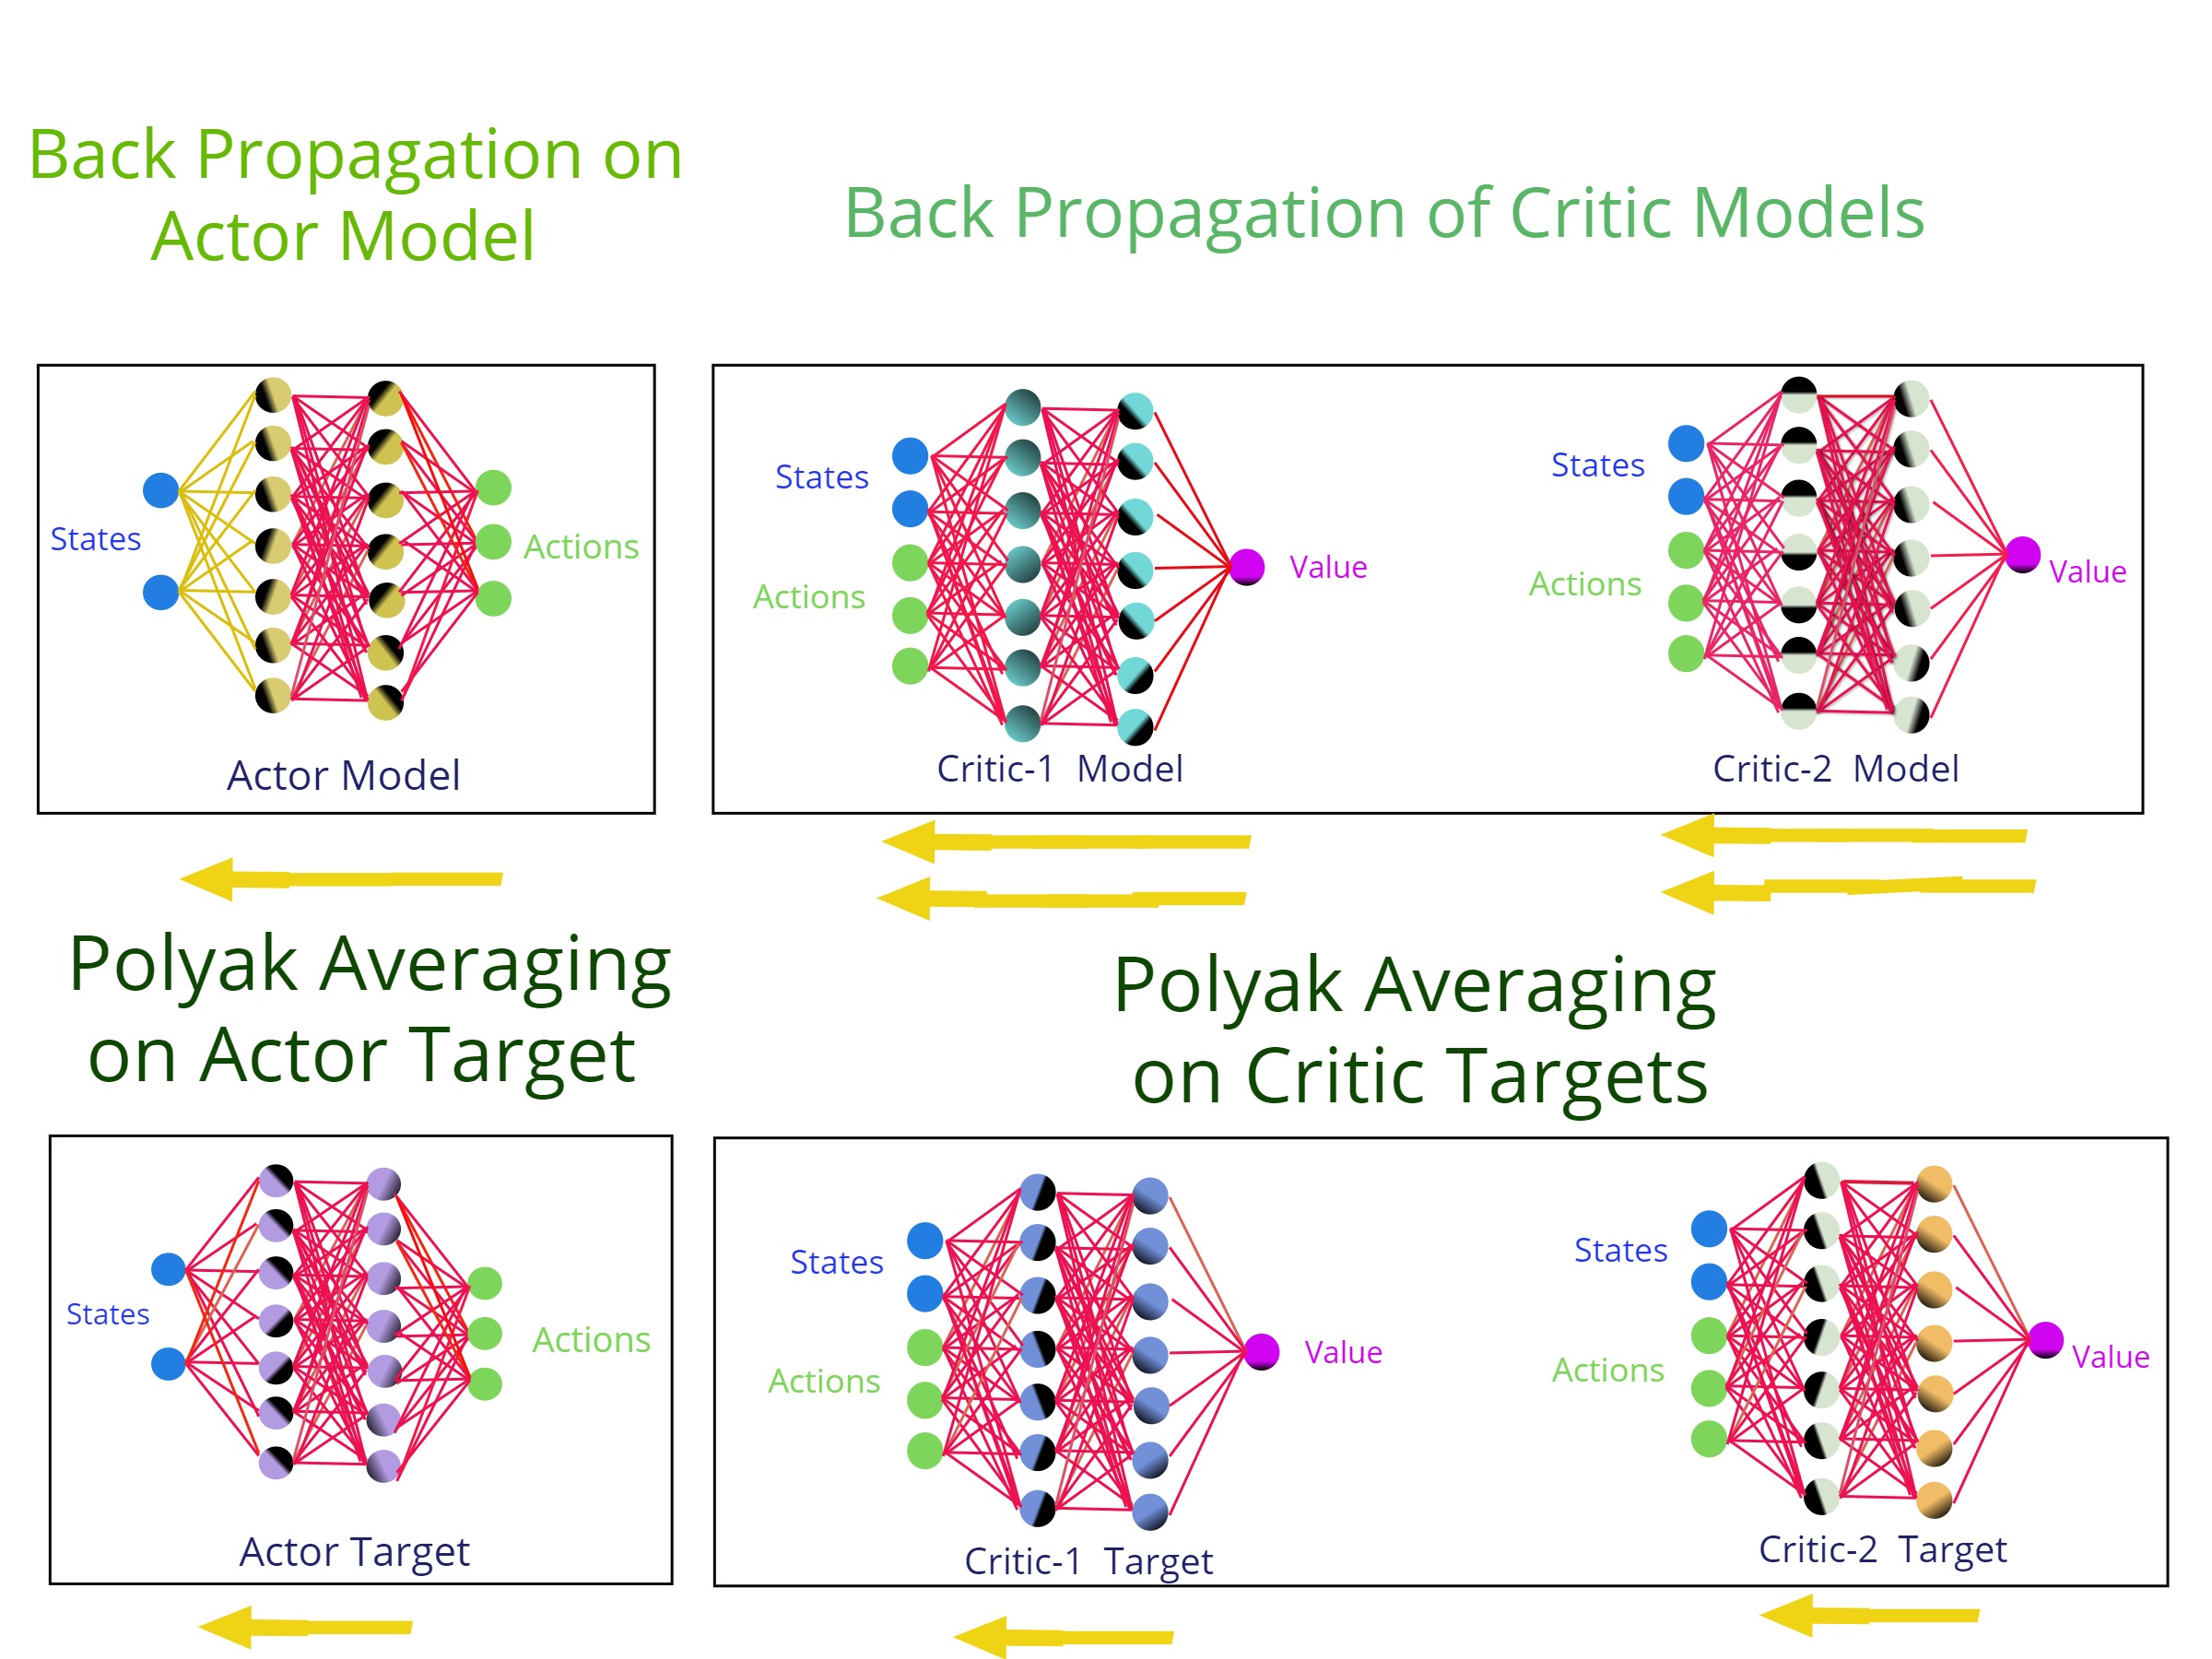 Back Propagation on
Actor Model
Back Propagation of Critic Models
States
Actions
Actor Model
States
Actions
Value
Critic-1 Model
States
Actions
Value
Critic-2 Model
Polyak Averaging
on Actor Target
Polyak Averaging
on Critic Targets
States
Actions
Actor Target
States
Actions
Value
Critic-1 Target
States
Actions
Value
Critic-2 Target